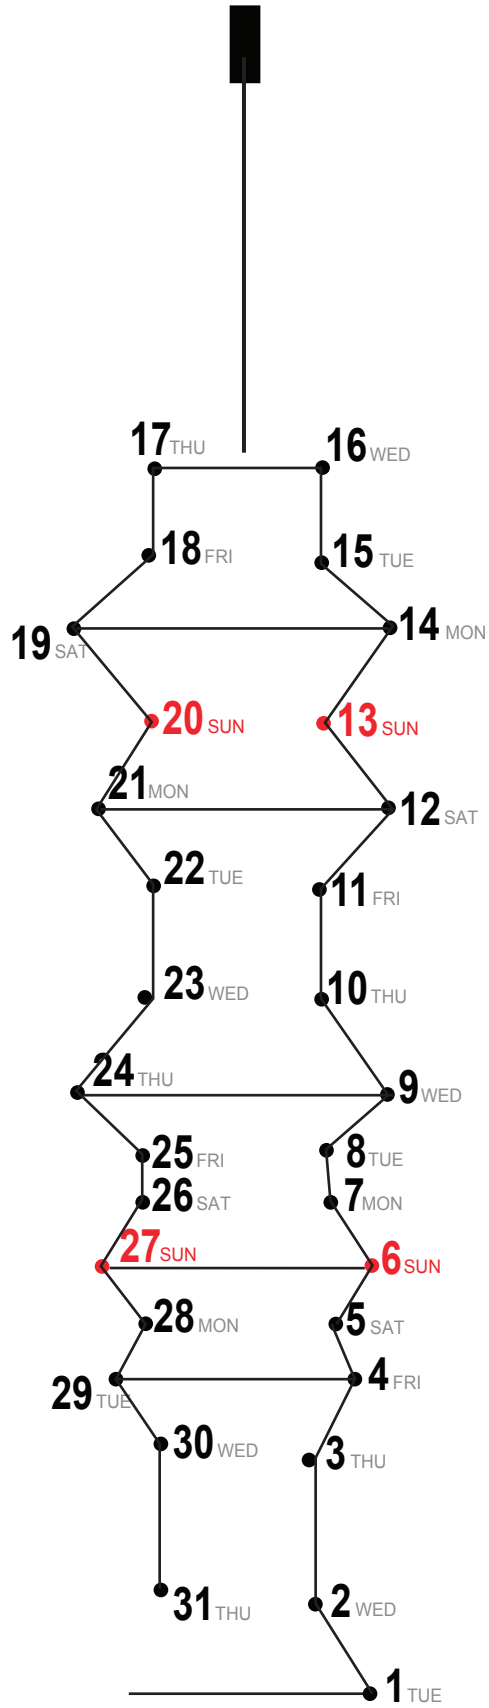 17 THU 16 WED
18 FRI 15 TUE
19 SAT 14 MON
20 SUN 13 SUN
21 MON 12 SAT
22 TUE 11 FRI
23 WED 10 THU
24 THU 9 WED
25 FRI 8 TUE
26 SAT 7 MON
27 SUN 6 SUN
28 MON 5 SAT
29 TUE 4 FRI
30 WED 3 THU
31 THU 2 WED
1 TUE